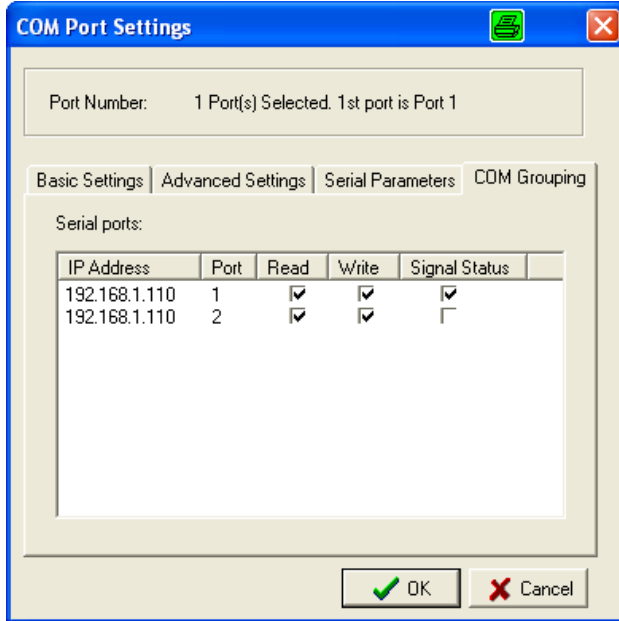 COM Port Settings
Port Number: 1 Port(s) Selected. 1st port is Port 1
Basic Settings Advanced Settings Serial Parameters COM Grouping
Serial ports:
IP Address Port Read Write Signal Status
192.168.1.110 1
192.168.1.110 2
OK Cancel